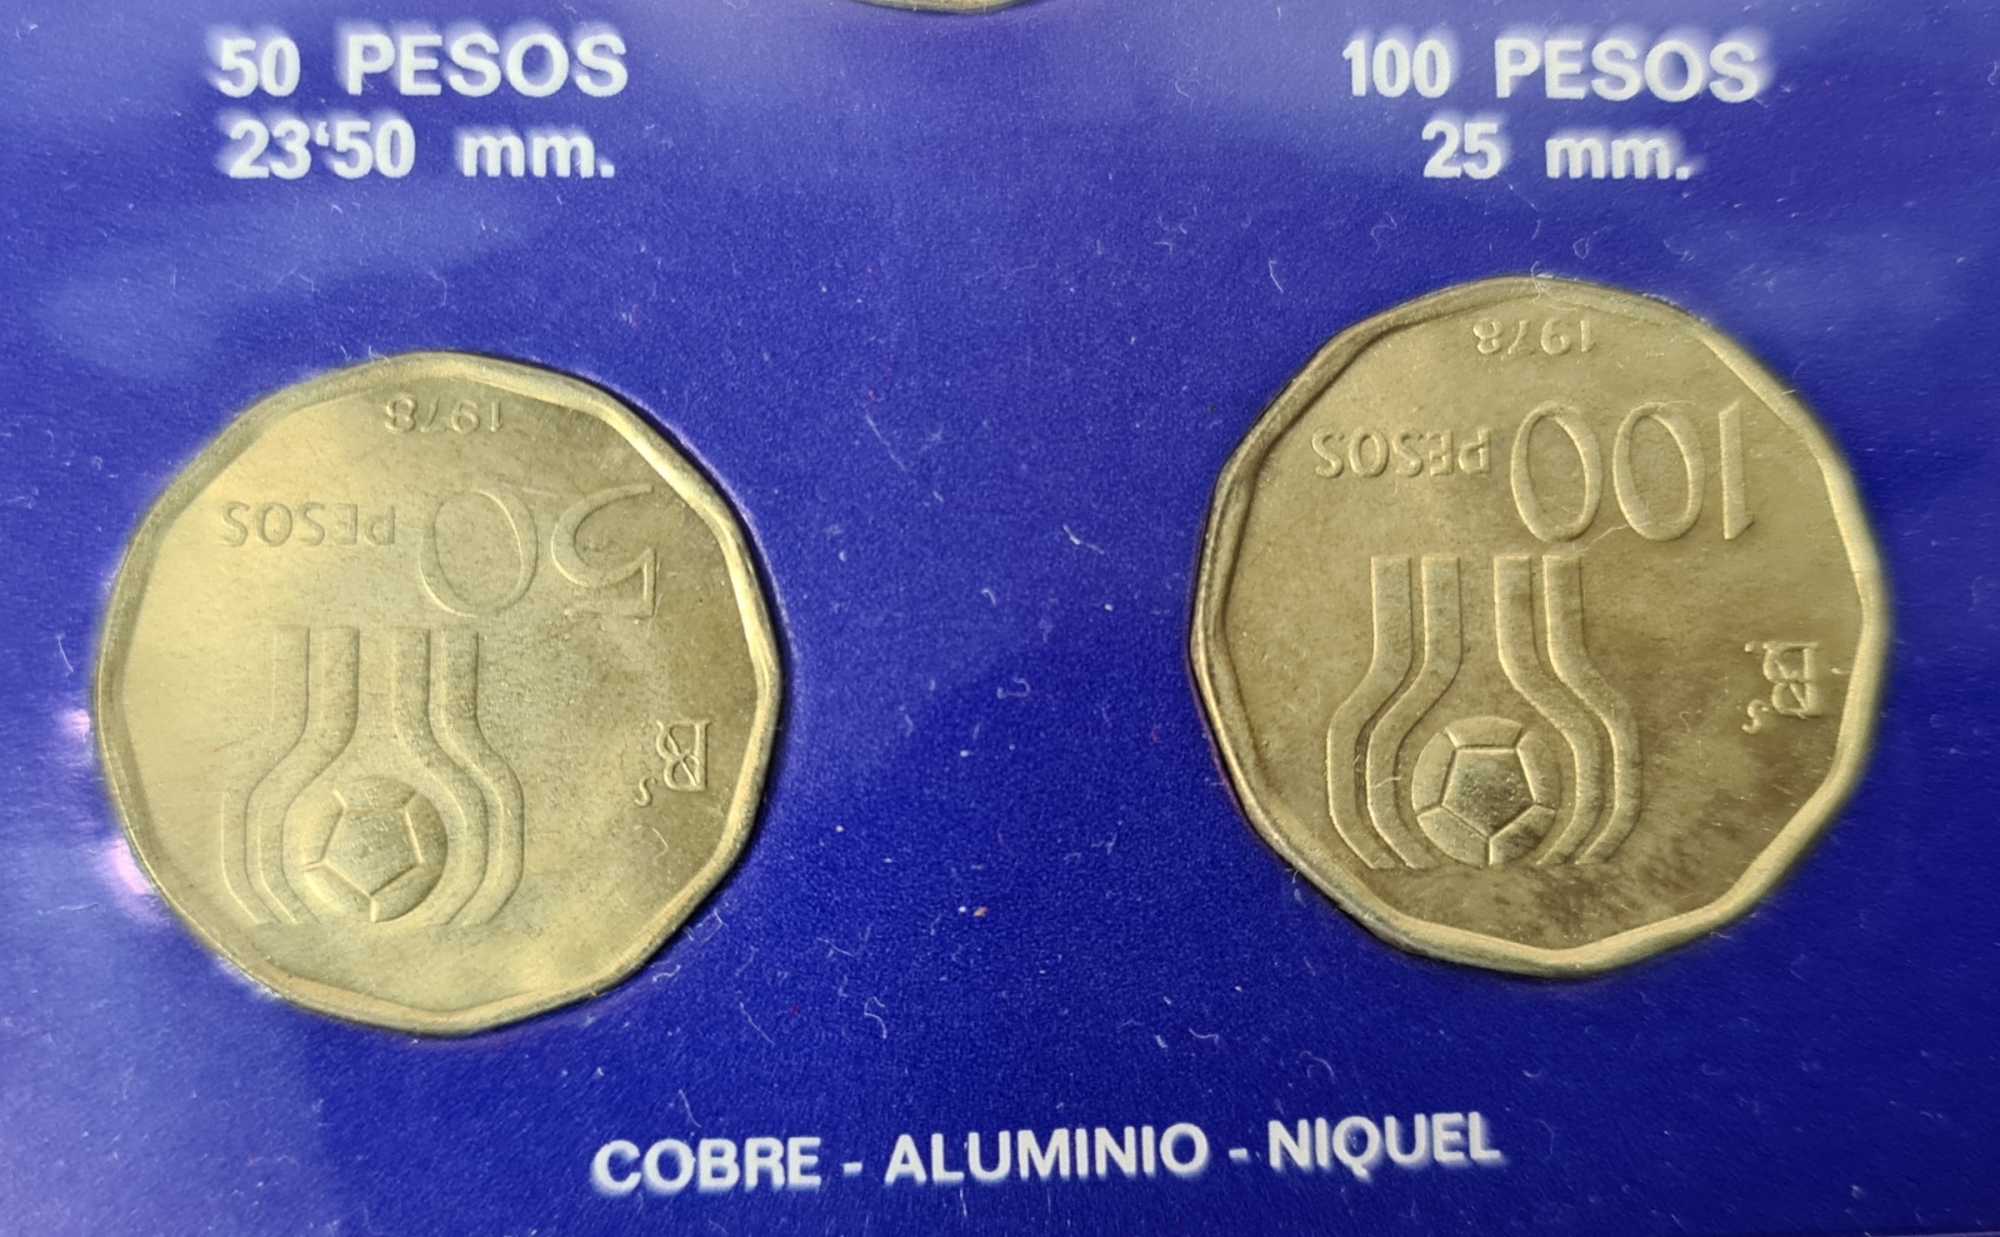 50 PESOS
23'50 mm.
100 PESOS
25 mm.
1978
50 PESOS
1978
100 PESOS
COBRE - ALUMINIO - NIQUEL